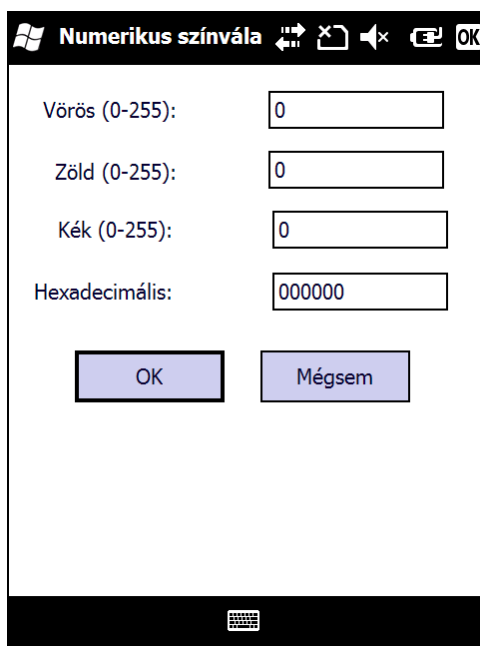 Numerikus színvála OK
Vörös (0-255): 0
Zöld (0-255): 0
Kék (0-255): 0
Hexadecimális: 000000
OK Mégsem